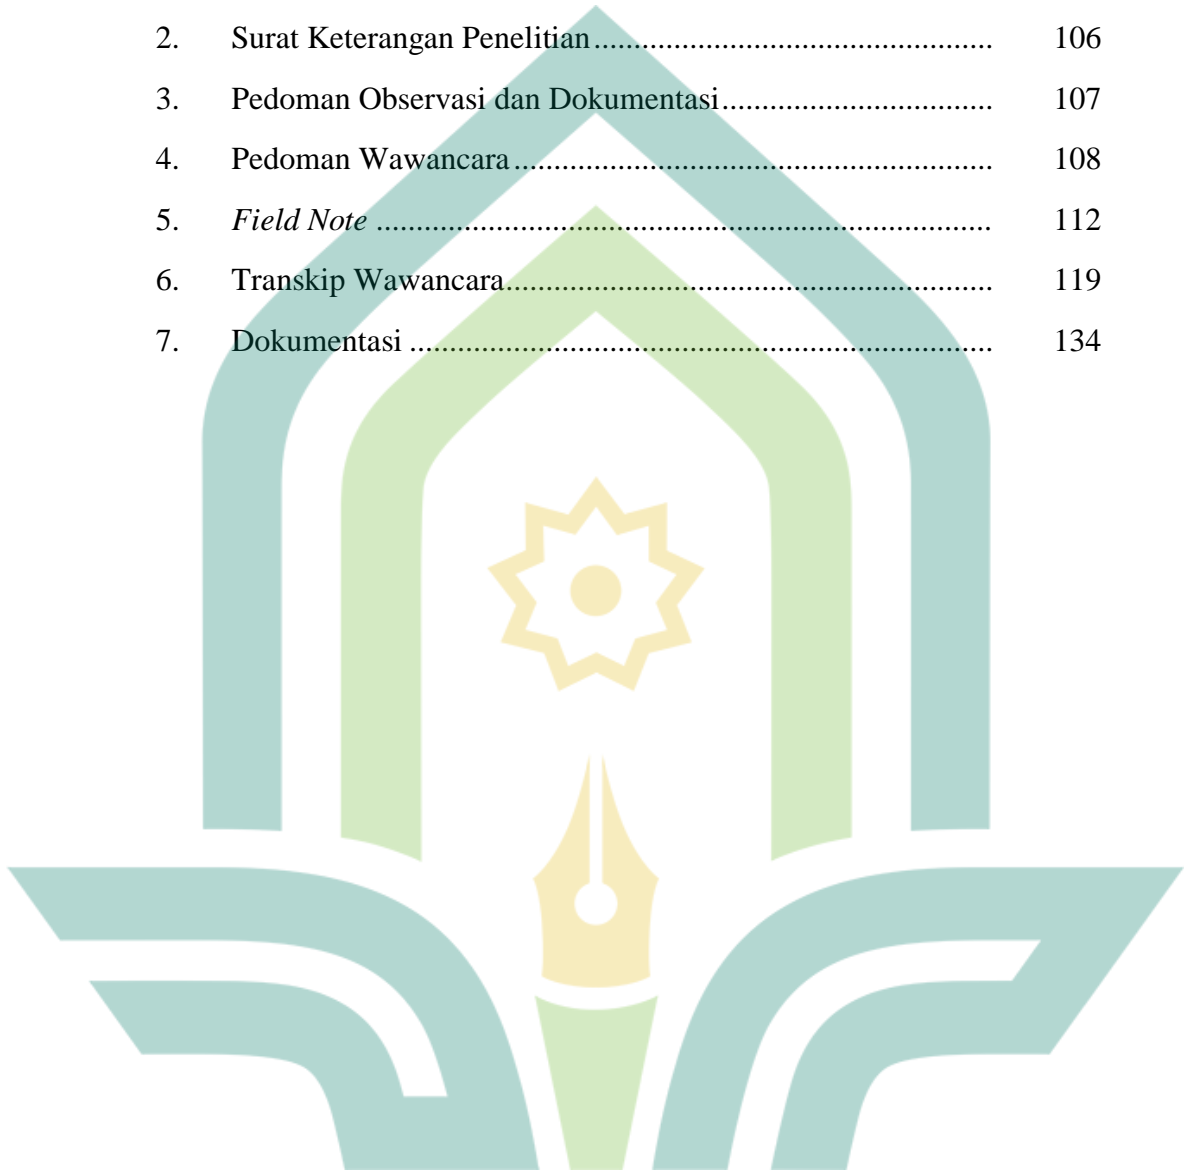 2. Surat Keterangan Penelitian.................................................. 106
3. Pedoman Observasi dan Dokumentasi.................................. 107
4. Pedoman Wawancara............................................................ 108
5. Field Note ............................................................................. 112
6. Transkip Wawancara............................................................. 119
7. Dokumentasi ......................................................................... 134